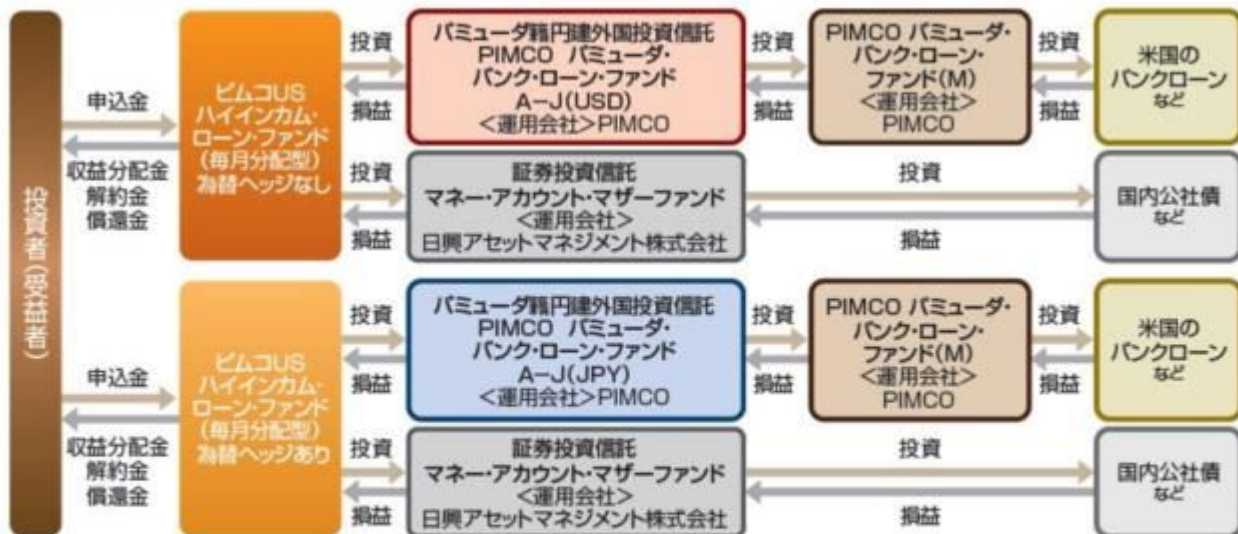 投資者(受益者)
申込金
収益分配金
解約金
償還金
ピムコUS
ハイインカム・
ローン・ファンド
(毎月分配型)
為替ヘッジなし
投資
損益
バミューダ籍円建外国投資信託
PIMCO バミューダ・
バンク・ローン・ファンド
A-J(USD)
<運用会社>PIMCO
投資
損益
PIMCO バミューダ・
バンク・ローン・
ファンド(M)
<運用会社>
PIMCO
投資
損益
米国の
バンクローン
など
投資
損益
証券投資信託
マネー・アカウント・マザーファンド
<運用会社>
日興アセットマネジメント株式会社
投資
損益
国内公社債
など
申込金
収益分配金
解約金
償還金
ピムコUS
ハイインカム・
ローン・ファンド
(毎月分配型)
為替ヘッジあり
投資
損益
バミューダ籍円建外国投資信託
PIMCO バミューダ・
バンク・ローン・ファンド
A-J(JPY)
<運用会社>PIMCO
投資
損益
PIMCO バミューダ・
バンク・ローン・
ファンド(M)
<運用会社>
PIMCO
投資
損益
米国の
バンクローン
など
投資
損益
証券投資信託
マネー・アカウント・マザーファンド
<運用会社>
日興アセットマネジメント株式会社
投資
損益
国内公社債
など